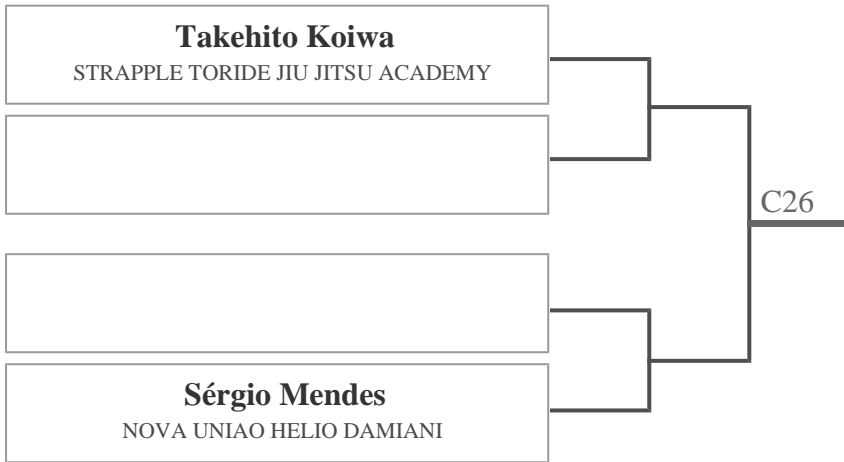 Takehito Koiwa
STRAPPLE TORIDE JIU JITSU ACADEMY
C26
Sérgio Mendes
NOVA UNIAO HELIO DAMIANI